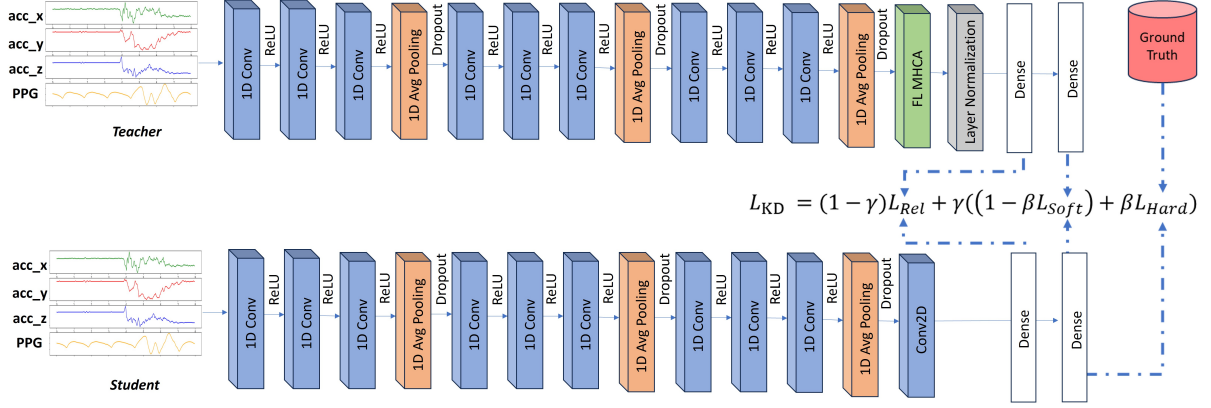 acc_x
acc_y
acc_z
PPG
Teacher
1D Conv
ReLU
1D Conv
ReLU
1D Conv
ReLU
1D Avg Pooling
Dropout
1D Conv
ReLU
1D Conv
ReLU
1D Conv
ReLU
1D Avg Pooling
Dropout
1D Conv
ReLU
1D Conv
ReLU
1D Conv
ReLU
1D Avg Pooling
Dropout
FL MHCA
Layer Normalization
Dense
Dense
Ground
Truth
L_KD = (1 − γ)L_Rel + γ((1 − βL_Soft) + βL_Hard)
acc_x
acc_y
acc_z
PPG
Student
1D Conv
ReLU
1D Conv
ReLU
1D Conv
ReLU
1D Avg Pooling
Dropout
1D Conv
ReLU
1D Conv
ReLU
1D Conv
ReLU
1D Avg Pooling
Dropout
1D Conv
ReLU
1D Conv
ReLU
1D Conv
ReLU
1D Avg Pooling
Dropout
Conv2D
Dense
Dense